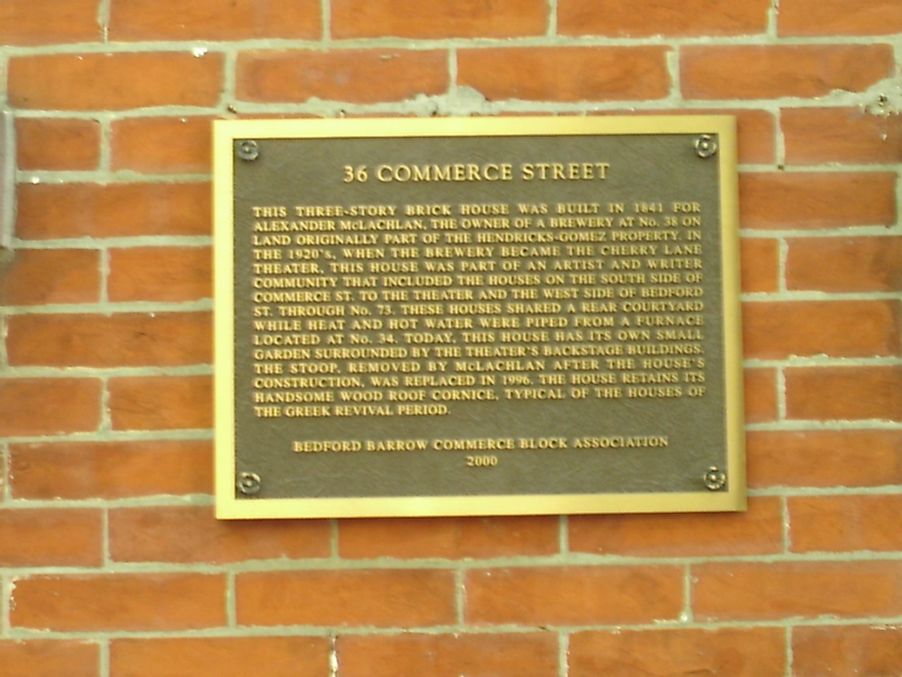 36 COMMERCE STREET
THIS THREE-STORY BRICK HOUSE WAS BUILT IN 1841 FOR
ALEXANDER McLACHLAN, THE OWNER OF A BREWERY AT No. 38 ON
LAND ORIGINALLY PART OF THE HENDRICKS-GOMEZ PROPERTY. IN
THE 1920's, WHEN THE BREWERY BECAME THE CHERRY LANE
THEATER, THIS HOUSE WAS PART OF AN ARTIST AND WRITER
COMMUNITY THAT INCLUDED THE HOUSES ON THE SOUTH SIDE OF
COMMERCE ST. TO THE THEATER AND THE WEST SIDE OF BEDFORD
ST. THROUGH No. 73. THESE HOUSES SHARED A REAR COURTYARD
WHILE HEAT AND HOT WATER WERE PIPED FROM A FURNACE
LOCATED AT No. 34. TODAY, THIS HOUSE HAS ITS OWN SMALL
GARDEN SURROUNDED BY THE THEATER'S BACKSTAGE BUILDINGS.
THE STOOP, REMOVED BY McLACHLAN AFTER THE HOUSE'S
CONSTRUCTION, WAS REPLACED IN 1996. THE HOUSE RETAINS ITS
HANDSOME WOOD ROOF CORNICE, TYPICAL OF THE HOUSES OF
THE GREEK REVIVAL PERIOD.
BEDFORD BARROW COMMERCE BLOCK ASSOCIATION
2000